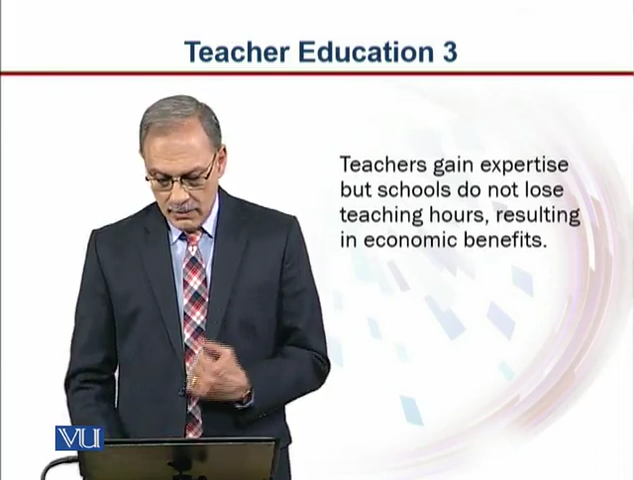 Teacher Education 3
Teachers gain expertise
but schools do not lose
teaching hours, resulting
in economic benefits.
VU